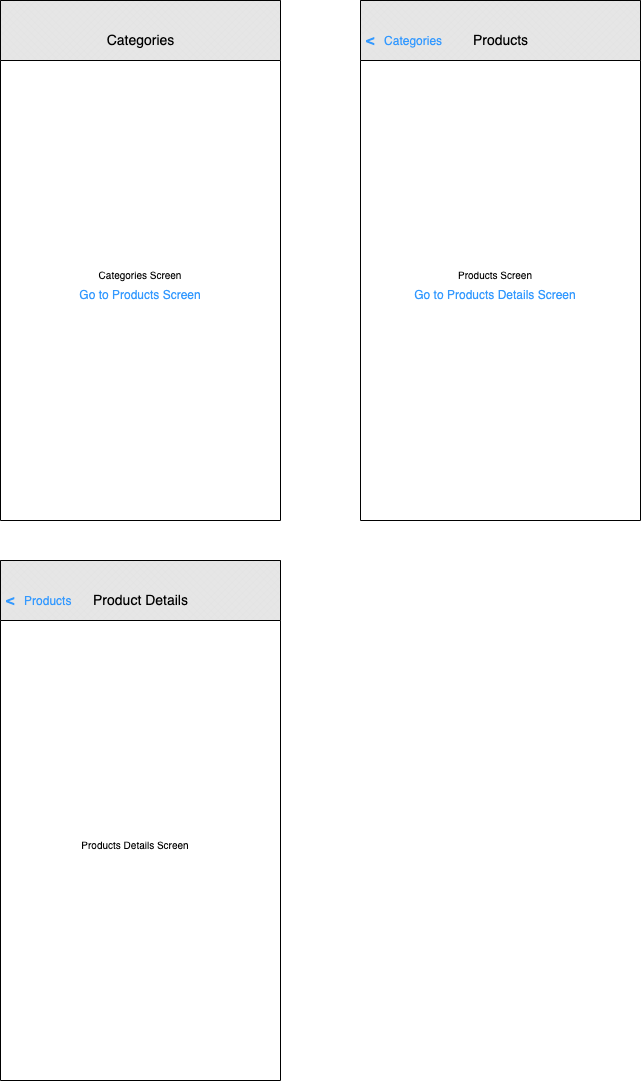 Categories
Categories Screen
Go to Products Screen
< Categories Products
Products Screen
Go to Products Details Screen
< Products Product Details
Products Details Screen